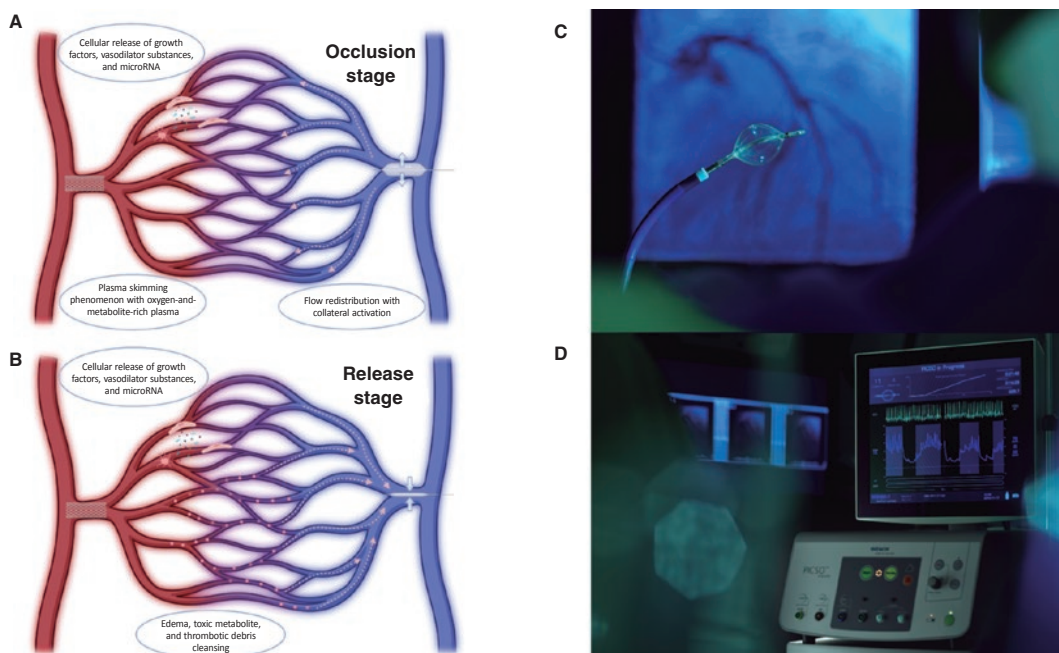 A
Cellular release of growth
factors, vasodilator substances,
and microRNA
Occlusion
stage
Plasma skimming
phenomenon with oxygen-and-
metabolite-rich plasma
Flow redistribution with
collateral activation
B
Cellular release of growth
factors, vasodilator substances,
and microRNA
Release
stage
Edema, toxic metabolite,
and thrombotic debris
cleansing
C
D
PICSO